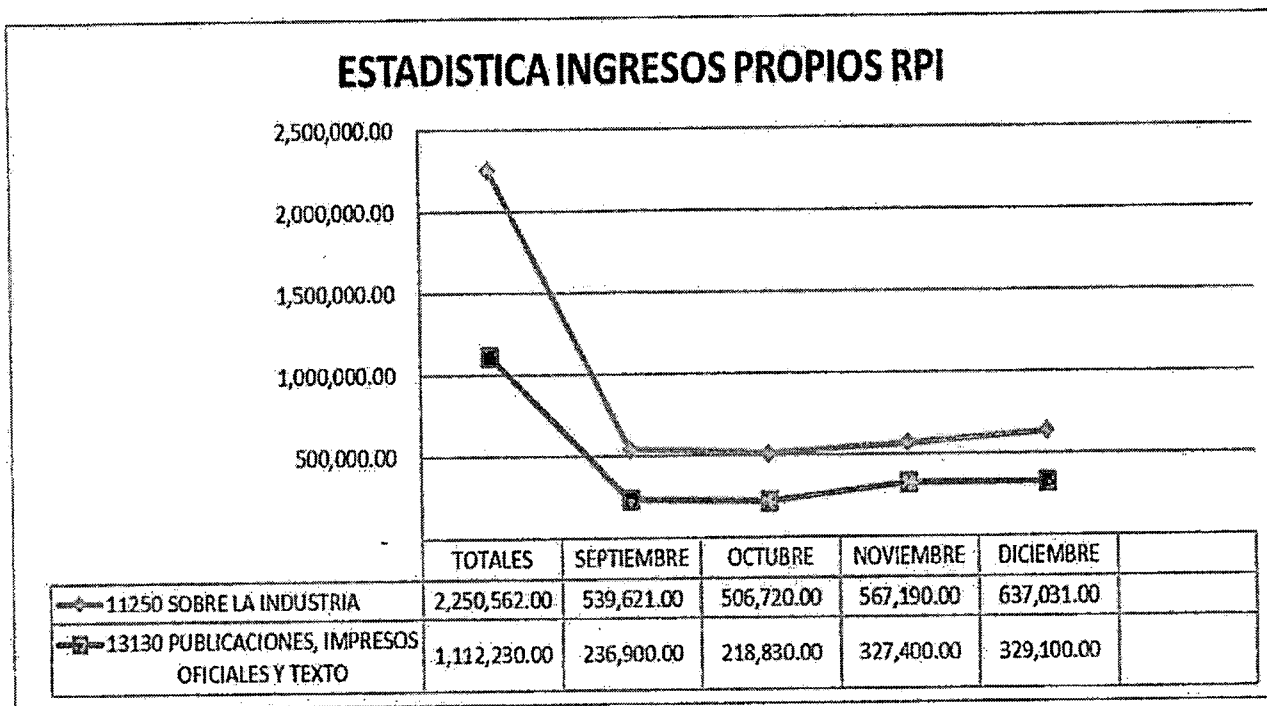 ESTADISTICA INGRESOS PROPIOS RPI
2,500,000.00
2,000,000.00
1,500,000.00
1,000,000.00
500,000.00
TOTALES SEPTIEMBRE OCTUBRE NOVIEMBRE DICIEMBRE
11250 SOBRE LA INDUSTRIA 2,250,562.00 539,621.00 506,720.00 567,190.00 637,031.00
13130 PUBLICACIONES, IMPRESOS
OFICIALES Y TEXTO 1,112,230.00 236,900.00 218,830.00 327,400.00 329,100.00